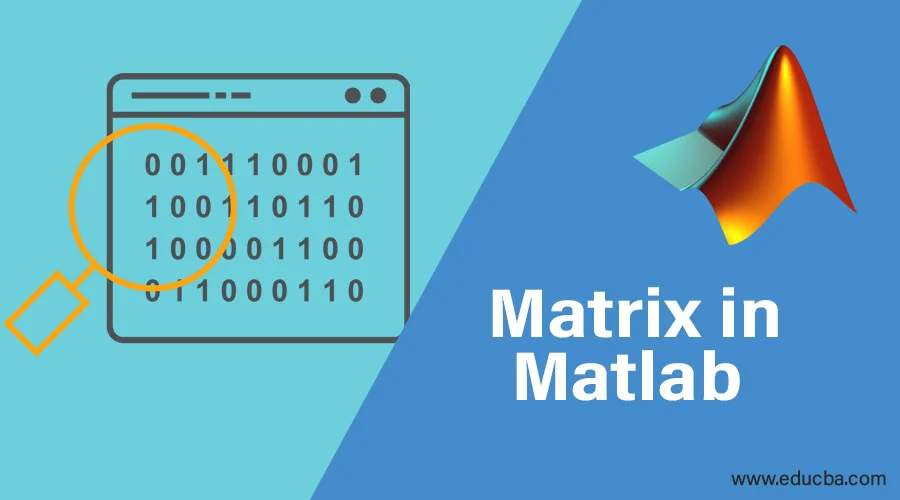 0 0 1 1 1 0 0 0 1
1 0 0 1 1 0 1 1 0
1 0 0 0 0 1 1 0 0
0 1 1 0 0 0 1 1 0
Matrix in
Matlab
www.educba.com